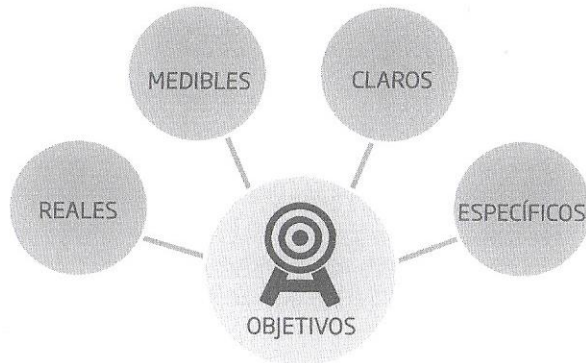 MEDIBLES
CLAROS
REALES
ESPECÍFICOS
OBJETIVOS